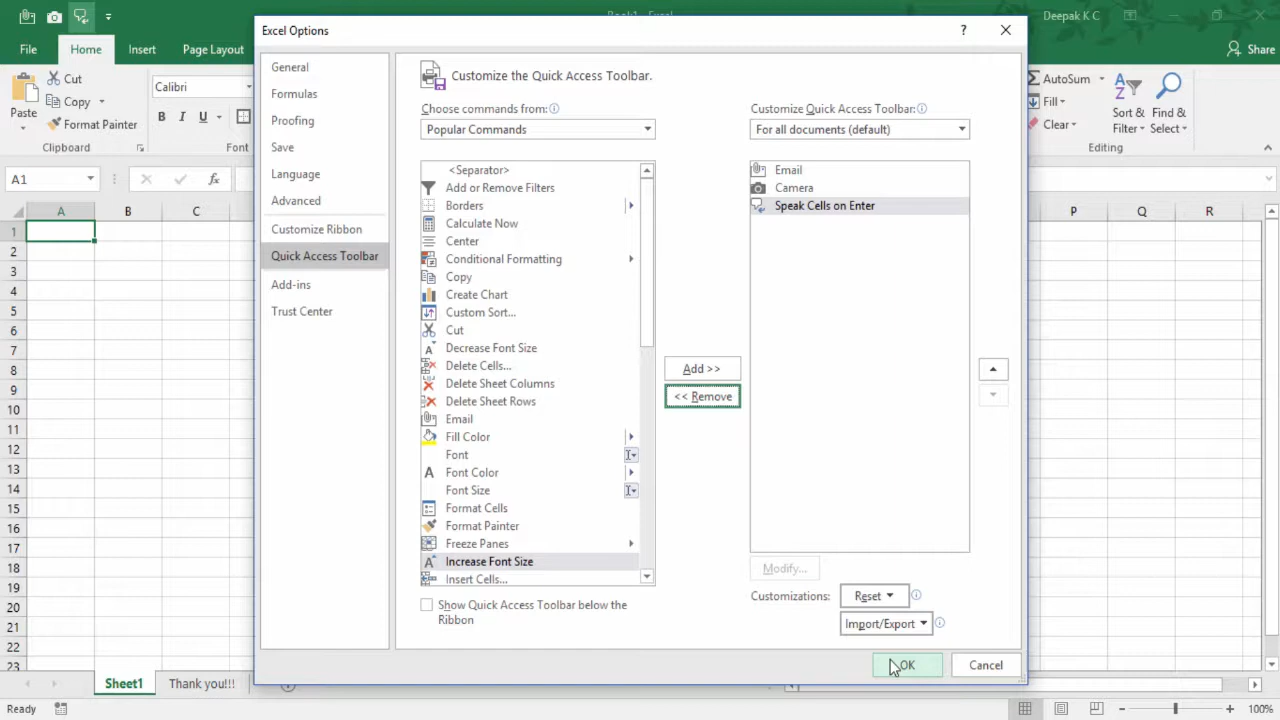 Book1 - Excel
Deepak K C
File
Home
Insert
Page Layout
Share
Cut
Copy
Format Painter
Paste
Clipboard
Calibri
B
I
U
Font
AutoSum
Fill
Clear
Sort &
Filter
Find &
Select
Editing
A1
fx
A
B
C
P
Q
R
1
2
3
4
5
6
7
8
9
10
11
12
13
14
15
16
17
18
19
20
21
22
23
Excel Options
?
General
Formulas
Proofing
Save
Language
Advanced
Customize Ribbon
Quick Access Toolbar
Add-ins
Trust Center
Customize the Quick Access Toolbar.
Choose commands from:
Popular Commands
<Separator>
Add or Remove Filters
Borders
Calculate Now
Center
Conditional Formatting
Copy
Create Chart
Custom Sort...
Cut
Decrease Font Size
Delete Cells...
Delete Sheet Columns
Delete Sheet Rows
Email
Fill Color
Font
Font Color
Font Size
Format Cells
Format Painter
Freeze Panes
Increase Font Size
Insert Cells...
Show Quick Access Toolbar below the
Ribbon
Add >>
<< Remove
Customize Quick Access Toolbar:
For all documents (default)
Email
Camera
Speak Cells on Enter
Modify...
Customizations:
Reset
Import/Export
OK
Cancel
Sheet1
Thank you!!!
Ready
100%